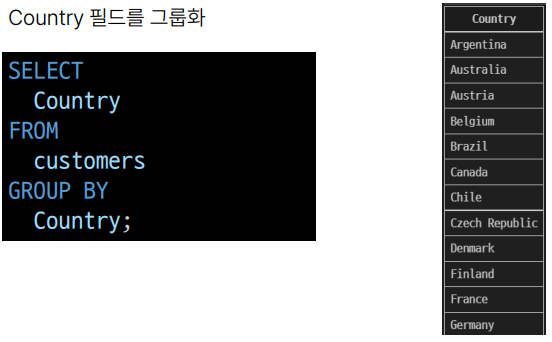 Country 필드를 그룹화
SELECT
Country
FROM
customers
GROUP BY
Country;
Country
Argentina
Australia
Austria
Belgium
Brazil
Canada
Chile
Czech Republic
Denmark
Finland
France
Germany